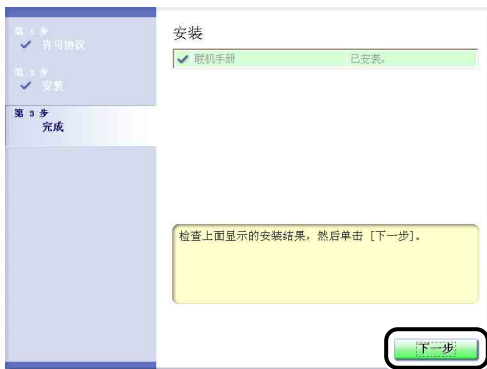 第 1 步
许可协议
第 2 步
安装
第 3 步
完成
安装
联机手册 已安装。
检查上面显示的安装结果，然后单击 [下一步]。
下一步